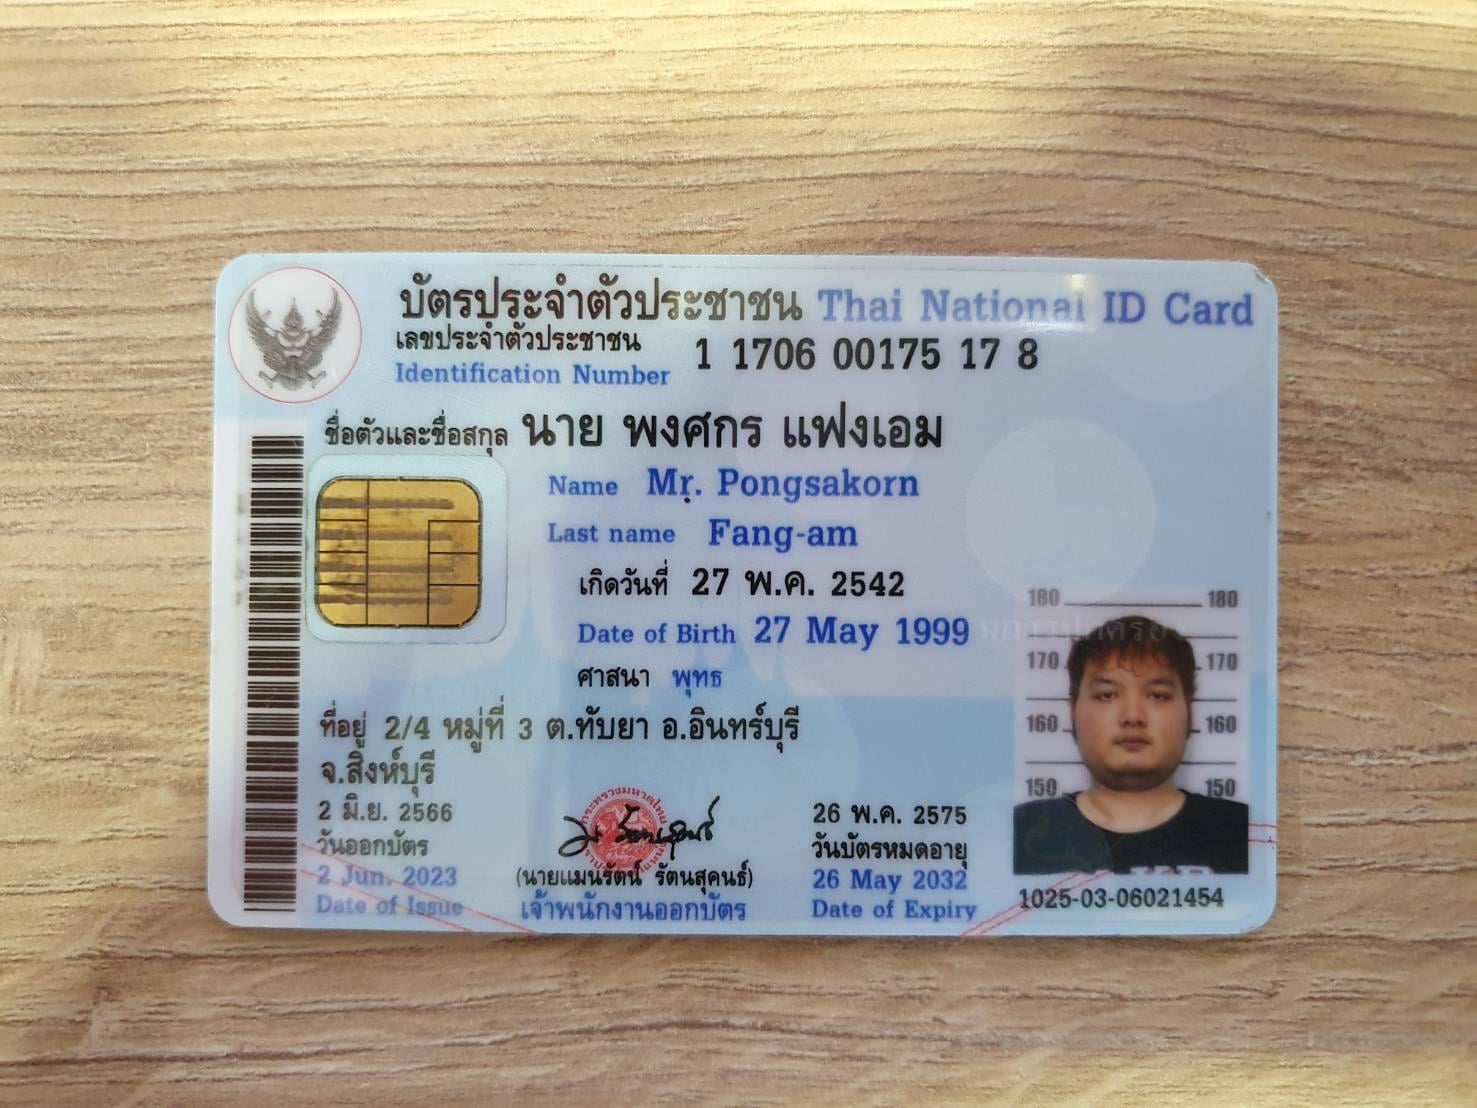 บัตรประจำตัวประชาชน Thai National ID Card
เลขประจำตัวประชาชน 1 1706 00175 17 8
Identification Number
ชื่อตัวและชื่อสกุล นาย พงศกร แฟงเอม
Name Mr. Pongsakorn
Last name Fang-am
เกิดวันที่ 27 พ.ค. 2542
Date of Birth 27 May 1999
ศาสนา พุทธ
ที่อยู่ 2/4 หมู่ที่ 3 ต.ทับยา อ.อินทร์บุรี
จ.สิงห์บุรี
2 มิ.ย. 2566
วันออกบัตร
2 Jun. 2023
Date of Issue
(นายแมนรัตน์ รัตนสุคนธ์)
เจ้าพนักงานออกบัตร
26 พ.ค. 2575
วันบัตรหมดอายุ
26 May 2032
Date of Expiry
180 180
170 170
160 160
150 150
1025-03-06021454